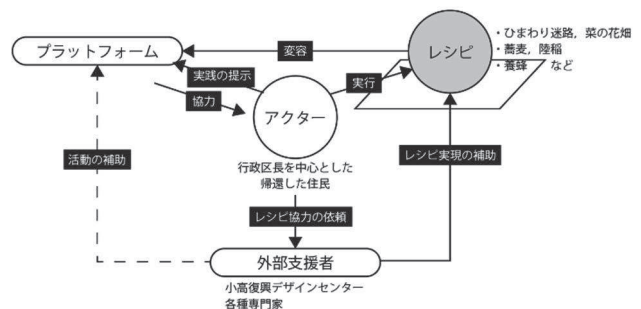 プラットフォーム
変容
レシピ
・ひまわり迷路，菜の花畑
・蕎麦，陸稲
・養蜂　など
実践の提示
協力
実行
アクター
行政区長を中心とした
帰還した住民
活動の補助
レシピ実現の補助
レシピ協力の依頼
外部支援者
小高復興デザインセンター
各種専門家